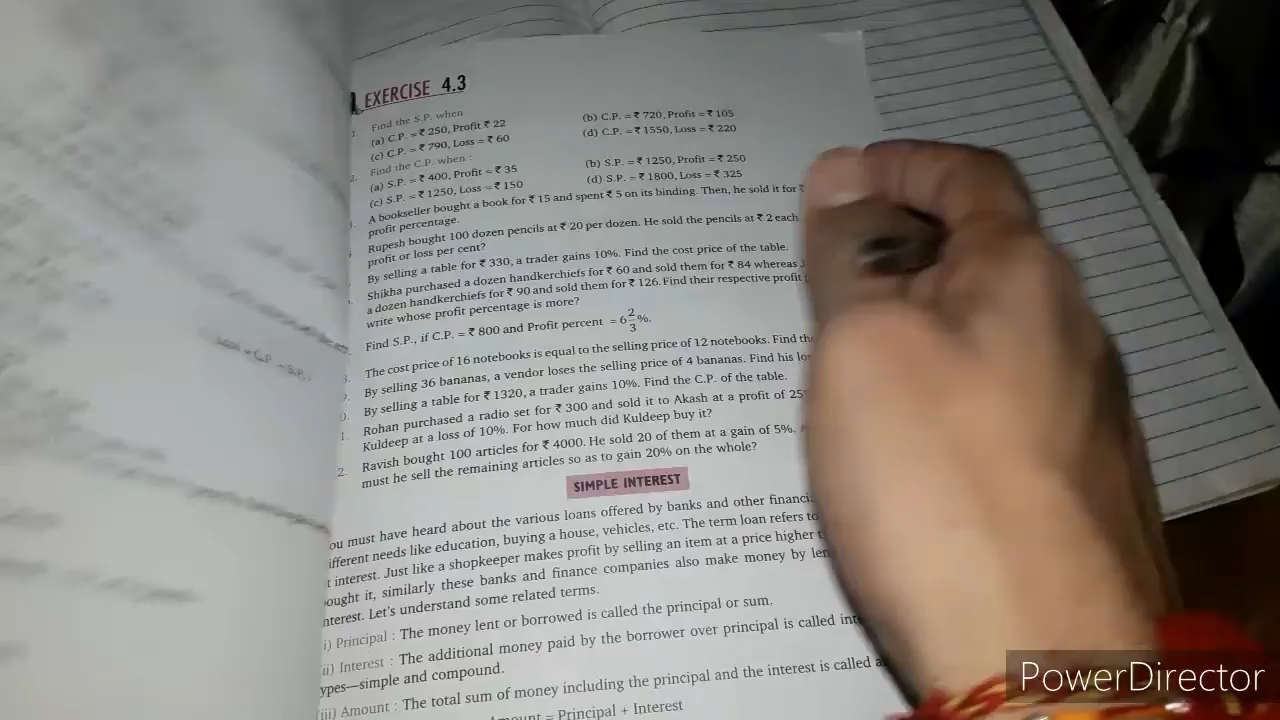 EXERCISE 4.3
1. Find the S.P. when
(a) C.P. = ₹ 250, Profit ₹ 22
(b) C.P. = ₹ 720, Profit = ₹ 105
(c) C.P. = ₹ 790, Loss = ₹ 60
(d) C.P. = ₹ 1550, Loss = ₹ 220
2. Find the C.P. when :
(a) S.P. = ₹ 400, Profit = ₹ 35
(b) S.P. = ₹ 1250, Profit = ₹ 250
(c) S.P. = ₹ 1250, Loss = ₹ 150
(d) S.P. = ₹ 1800, Loss = ₹ 325
A bookseller bought a book for ₹ 15 and spent ₹ 5 on its binding. Then, he sold it for ₹
profit percentage.
Rupesh bought 100 dozen pencils at ₹ 20 per dozen. He sold the pencils at ₹ 2 each
profit or loss per cent?
By selling a table for ₹ 330, a trader gains 10%. Find the cost price of the table.
Shikha purchased a dozen handkerchiefs for ₹ 60 and sold them for ₹ 84 whereas
a dozen handkerchiefs for ₹ 90 and sold them for ₹ 126. Find their respective profit
write whose profit percentage is more?
Find S.P., if C.P. = ₹ 800 and Profit percent = 6 2/3 %.
The cost price of 16 notebooks is equal to the selling price of 12 notebooks. Find the
By selling 36 bananas, a vendor loses the selling price of 4 bananas. Find his
By selling a table for ₹ 1320, a trader gains 10%. Find the C.P. of the table.
1. Rohan purchased a radio set for ₹ 300 and sold it to Akash at a profit of 25
Kuldeep at a loss of 10%. For how much did Kuldeep buy it?
2. Ravish bought 100 articles for ₹ 4000. He sold 20 of them at a gain of 5%.
must he sell the remaining articles so as to gain 20% on the whole?
SIMPLE INTEREST
ou must have heard about the various loans offered by banks and other financi
ifferent needs like education, buying a house, vehicles, etc. The term loan refers to
t interest. Just like a shopkeeper makes profit by selling an item at a price higher t
ought it, similarly these banks and finance companies also make money by len
nterest. Let's understand some related terms.
i) Principal : The money lent or borrowed is called the principal or sum.
ii) Interest : The additional money paid by the borrower over principal is called inte
ypes—simple and compound.
(iii) Amount : The total sum of money including the principal and the interest is called a
Amount = Principal + Interest
PowerDirector